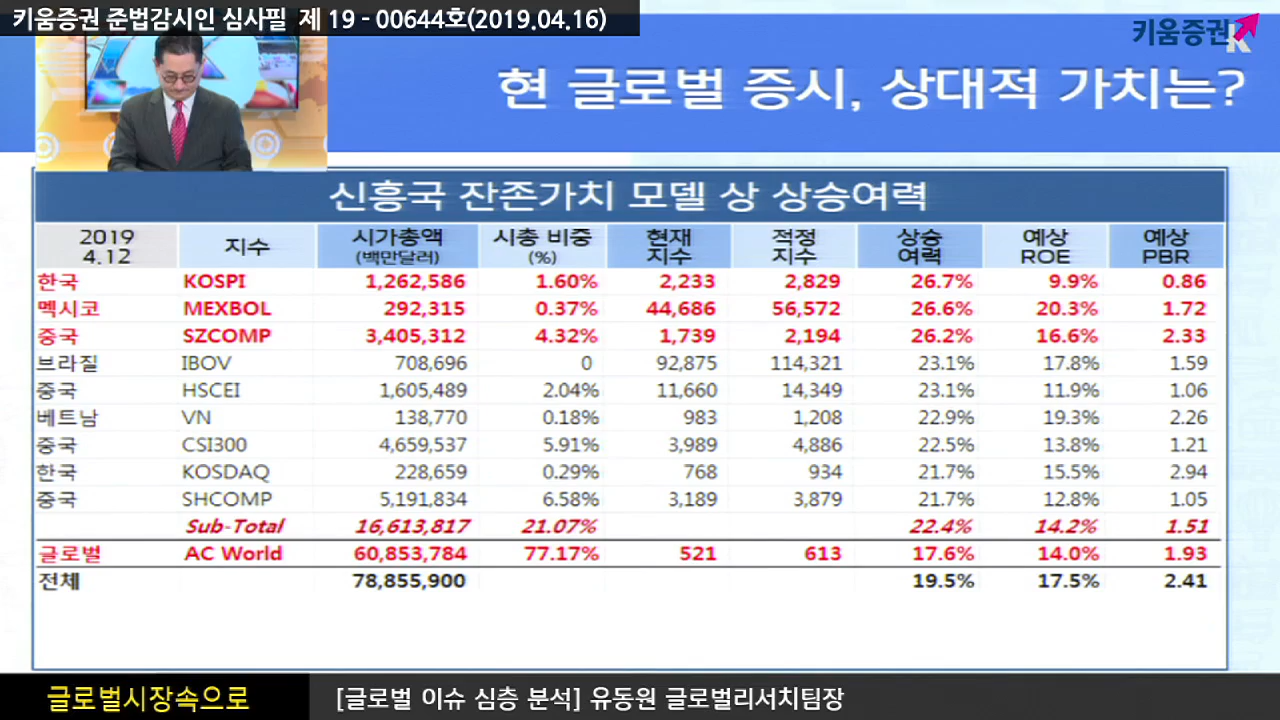 키움증권 준법감시인 심사필 제 19 - 00644호(2019.04.16)
키움증권
현 글로벌 증시, 상대적 가치는?
신흥국 잔존가치 모델 상 상승여력
2019 4.12 지수 시가총액 (백만달러) 시총 비중 (%) 현재 지수 적정 지수 상승 여력 예상 ROE 예상 PBR
한국 KOSPI 1,262,586 1.60% 2,233 2,829 26.7% 9.9% 0.86
멕시코 MEXBOL 292,315 0.37% 44,686 56,572 26.6% 20.3% 1.72
중국 SZCOMP 3,405,312 4.32% 1,739 2,194 26.2% 16.6% 2.33
브라질 IBOV 708,696 0 92,875 114,321 23.1% 17.8% 1.59
중국 HSCEI 1,605,489 2.04% 11,660 14,349 23.1% 11.9% 1.06
베트남 VN 138,770 0.18% 983 1,208 22.9% 19.3% 2.26
중국 CSI300 4,659,537 5.91% 3,989 4,886 22.5% 13.8% 1.21
한국 KOSDAQ 228,659 0.29% 768 934 21.7% 15.5% 2.94
중국 SHCOMP 5,191,834 6.58% 3,189 3,879 21.7% 12.8% 1.05
Sub-Total 16,613,817 21.07% 22.4% 14.2% 1.51
글로벌 AC World 60,853,784 77.17% 521 613 17.6% 14.0% 1.93
전체 78,855,900 19.5% 17.5% 2.41
글로벌시장속으로
[글로벌 이슈 심층 분석] 유동원 글로벌리서치팀장